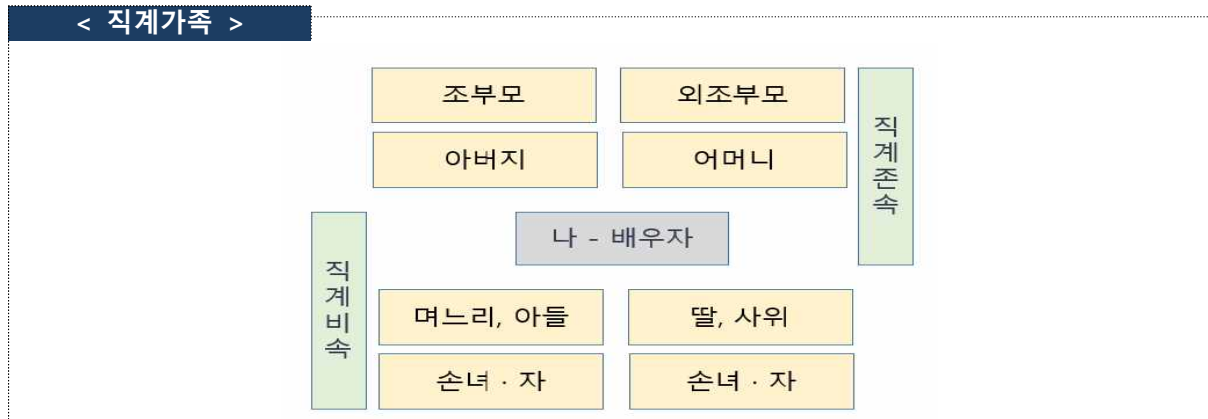 < 직계가족 >
조부모 외조부모
아버지 어머니
직계존속
나 - 배우자
직계비속
며느리, 아들 딸, 사위
손녀 · 자 손녀 · 자